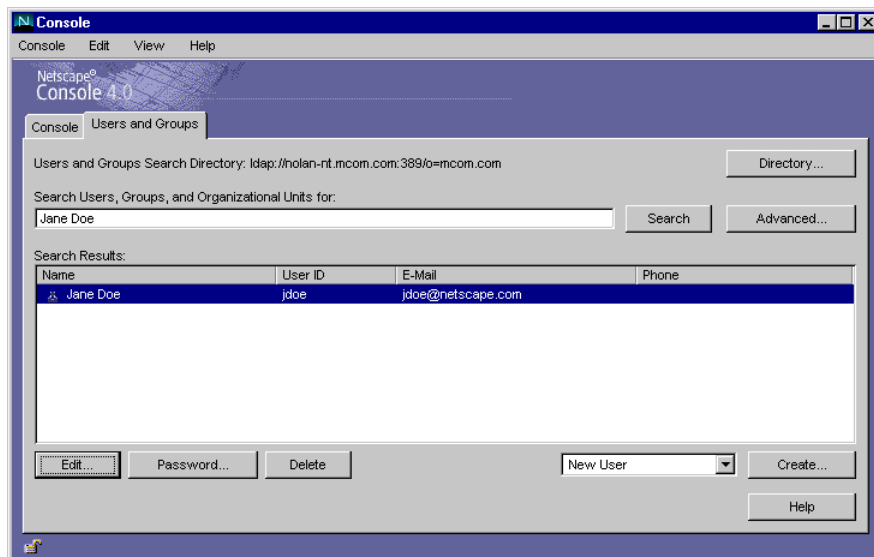 Console
Console Edit View Help
Netscape®
Console 4.0
Console Users and Groups
Users and Groups Search Directory: ldap://nolan-nt.mcom.com:389/o=mcom.com Directory...
Search Users, Groups, and Organizational Units for:
Jane Doe Search Advanced...
Search Results:
Name User ID E-Mail Phone
Jane Doe jdoe jdoe@netscape.com
Edit... Password... Delete New User Create...
Help